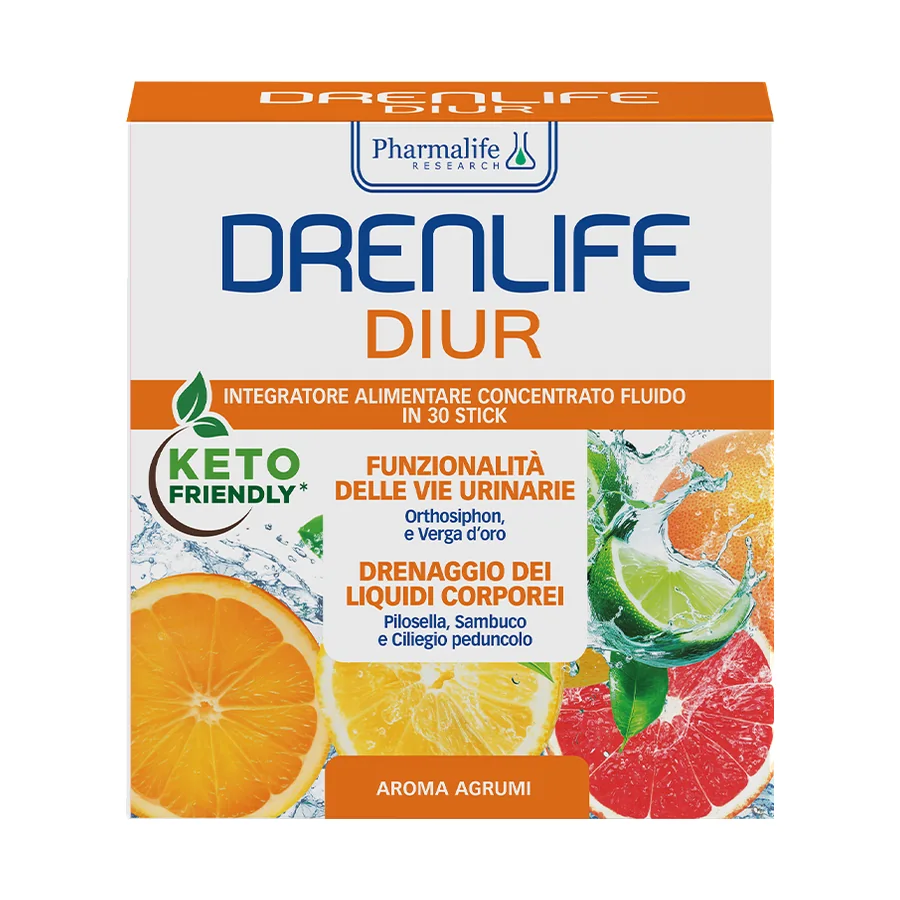 DRENLIFE
DIUR
Pharmalife
RESEARCH
DRENLIFE
DIUR
INTEGRATORE ALIMENTARE CONCENTRATO FLUIDO
IN 30 STICK
KETO
FRIENDLY*
FUNZIONALITÀ
DELLE VIE URINARIE
Orthosiphon,
e Verga d'oro
DRENAGGIO DEI
LIQUIDI CORPOREI
Pilosella, Sambuco
e Ciliegio peduncolo
AROMA AGRUMI